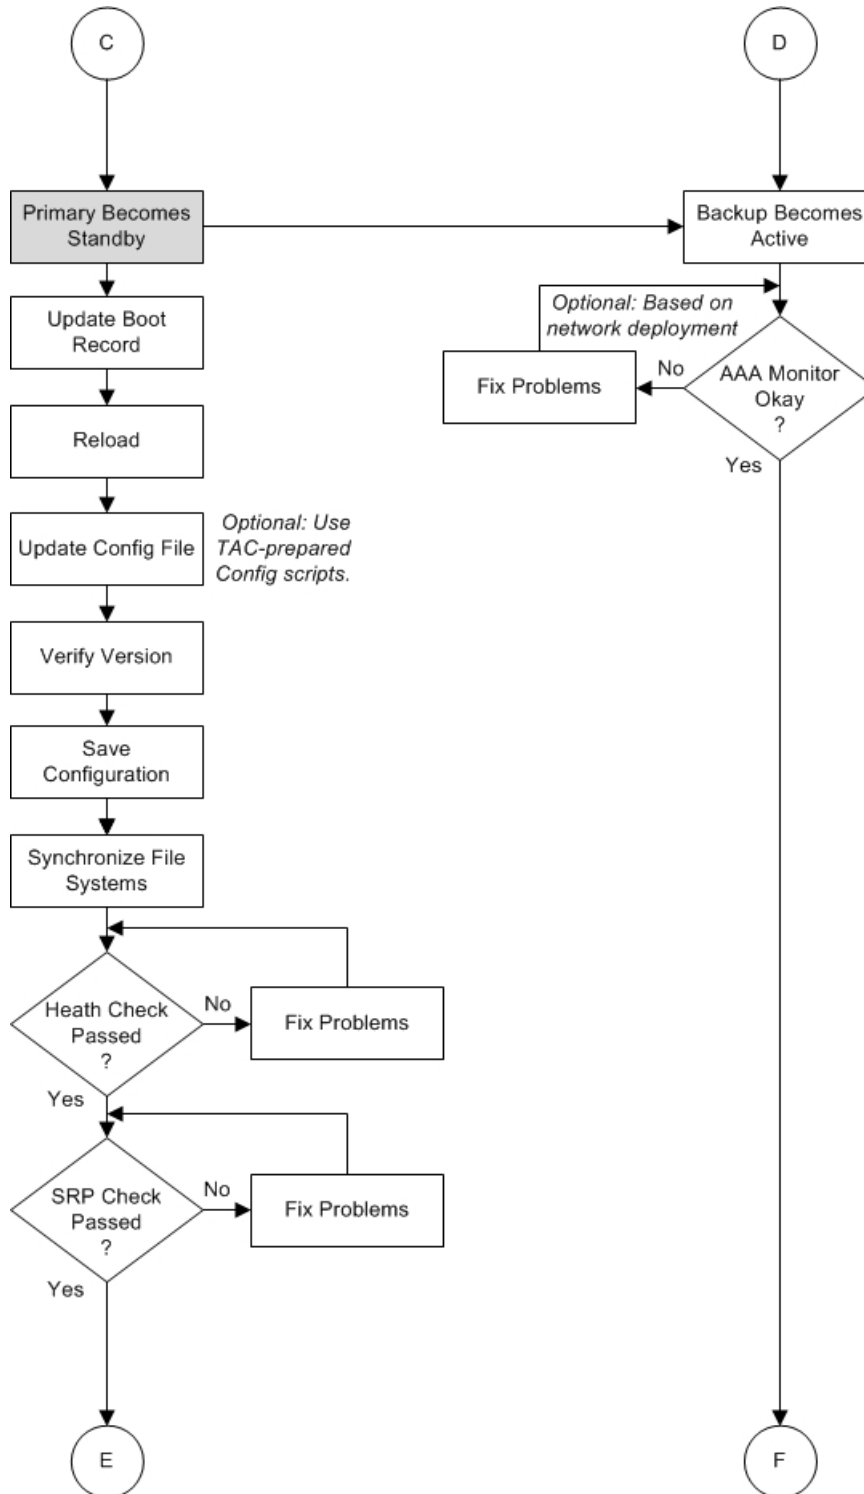 C
D
Primary Becomes
Standby
Backup Becomes
Active
Update Boot
Record
Optional: Based on
network deployment
Fix Problems
No
AAA Monitor
Okay
?
Yes
Reload
Update Config File
Optional: Use
TAC-prepared
Config scripts.
Verify Version
Save
Configuration
Synchronize File
Systems
Heath Check
Passed
?
No
Fix Problems
Yes
SRP Check
Passed
?
No
Fix Problems
Yes
E
F